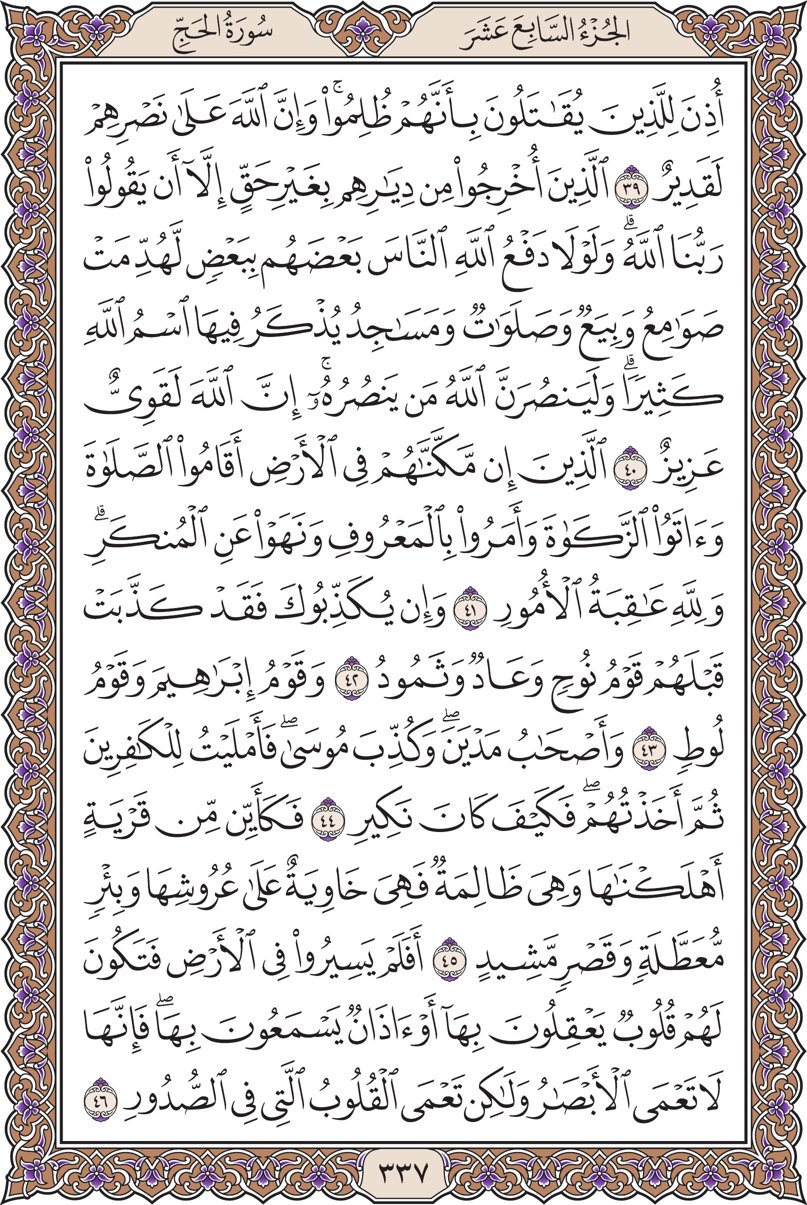 الجُزْءُ السَّابِعَ عَشَرَ
سُورَةُ الحَجِّ
أُذِنَ لِلَّذِينَ يُقَٰتَلُونَ بِأَنَّهُمْ ظُلِمُوا۟ۚ وَإِنَّ ٱللَّهَ عَلَىٰ نَصْرِهِمْ
لَقَدِيرٌ ٣٩ ٱلَّذِينَ أُخْرِجُوا۟ مِن دِيَٰرِهِم بِغَيْرِ حَقٍّ إِلَّآ أَن يَقُولُوا۟
رَبُّنَا ٱللَّهُۗ وَلَوْلَا دَفْعُ ٱللَّهِ ٱلنَّاسَ بَعْضَهُم بِبَعْضٍ لَّهُدِّمَتْ
صَوَٰمِعُ وَبِيَعٌ وَصَلَوَٰتٌ وَمَسَٰجِدُ يُذْكَرُ فِيهَا ٱسْمُ ٱللَّهِ
كَثِيرًاۗ وَلَيَنصُرَنَّ ٱللَّهُ مَن يَنصُرُهُۥٓۚ إِنَّ ٱللَّهَ لَقَوِىٌّ
عَزِيزٌ ٤٠ ٱلَّذِينَ إِن مَّكَّنَّٰهُمْ فِى ٱلْأَرْضِ أَقَامُوا۟ ٱلصَّلَوٰةَ
وَءَاتَوُا۟ ٱلزَّكَوٰةَ وَأَمَرُوا۟ بِٱلْمَعْرُوفِ وَنَهَوْا۟ عَنِ ٱلْمُنكَرِۗ
وَلِلَّهِ عَٰقِبَةُ ٱلْأُمُورِ ٤١ وَإِن يُكَذِّبُوكَ فَقَدْ كَذَّبَتْ
قَبْلَهُمْ قَوْمُ نُوحٍ وَعَادٌ وَثَمُودُ ٤٢ وَقَوْمُ إِبْرَٰهِيمَ وَقَوْمُ
لُوطٍ ٤٣ وَأَصْحَٰبُ مَدْيَنَۖ وَكُذِّبَ مُوسَىٰۖ فَأَمْلَيْتُ لِلْكَٰفِرِينَ
ثُمَّ أَخَذْتُهُمْۖ فَكَيْفَ كَانَ نَكِيرِ ٤٤ فَكَأَيِّن مِّن قَرْيَةٍ
أَهْلَكْنَٰهَا وَهِىَ ظَالِمَةٌ فَهِىَ خَاوِيَةٌ عَلَىٰ عُرُوشِهَا وَبِئْرٍ
مُّعَطَّلَةٍ وَقَصْرٍ مَّشِيدٍ ٤٥ أَفَلَمْ يَسِيرُوا۟ فِى ٱلْأَرْضِ فَتَكُونَ
لَهُمْ قُلُوبٌ يَعْقِلُونَ بِهَآ أَوْ ءَاذَانٌ يَسْمَعُونَ بِهَاۖ فَإِنَّهَا
لَا تَعْمَى ٱلْأَبْصَٰرُ وَلَٰكِن تَعْمَى ٱلْقُلُوبُ ٱلَّتِى فِى ٱلصُّدُورِ ٤٦
٣٣٧